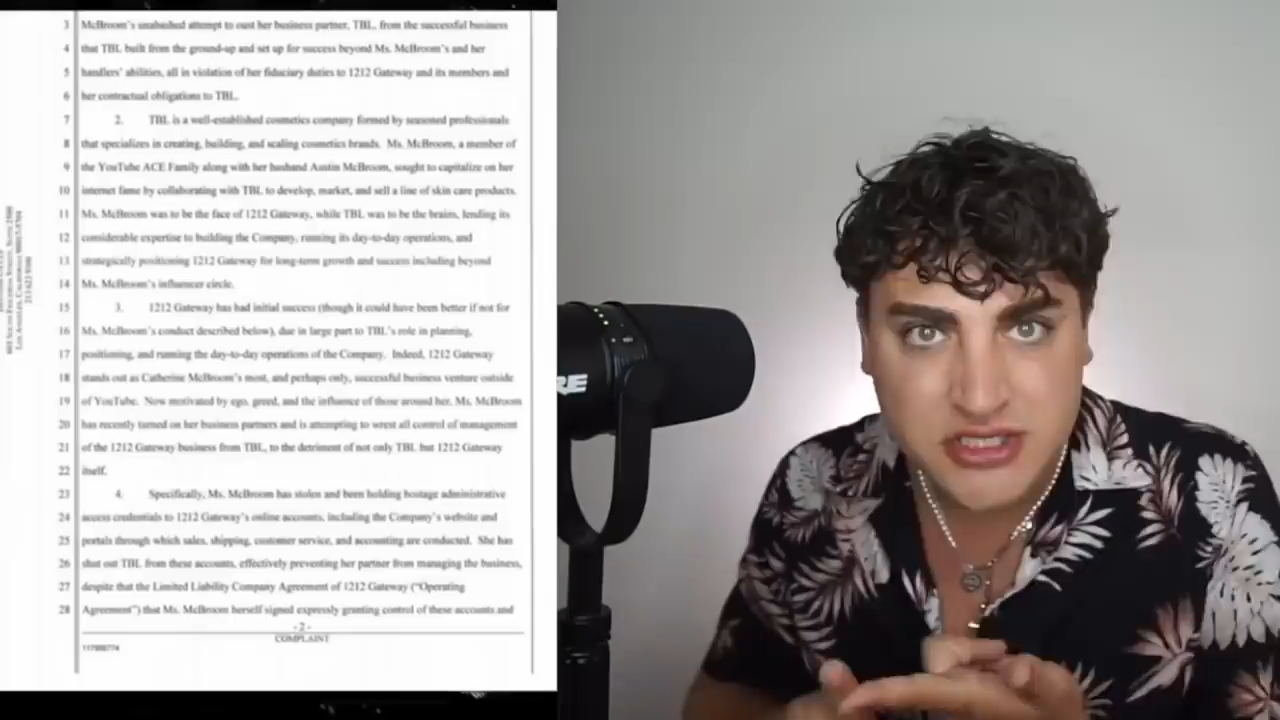 3 McBroom's unabashed attempt to oust her business partner, TBL, from the successful business
4 that TBL built from the ground-up and set up for success beyond Ms. McBroom's and her
5 handlers' abilities, all in violation of her fiduciary duties to 1212 Gateway and its members and
6 her contractual obligations to TBL.
7 2. TBL is a well-established cosmetics company formed by seasoned professionals
8 that specializes in creating, building, and scaling cosmetics brands. Ms. McBroom, a member of
9 the YouTube ACE Family along with her husband Austin McBroom, sought to capitalize on her
10 internet fame by collaborating with TBL to develop, market, and sell a line of skin care products.
11 Ms. McBroom was to be the face of 1212 Gateway, while TBL was to be the brains, lending its
12 considerable expertise to building the Company, running its day-to-day operations, and
13 strategically positioning 1212 Gateway for long-term growth and success including beyond
14 Ms. McBroom's influencer circle.
15 3. 1212 Gateway has had initial success (though it could have been better if not for
16 Ms. McBroom's conduct described below), due in large part to TBL's role in planning,
17 positioning, and running the day-to-day operations of the Company. Indeed, 1212 Gateway
18 stands out as Catherine McBroom's most, and perhaps only, successful business venture outside
19 of YouTube. Now motivated by ego, greed, and the influence of those around her, Ms. McBroom
20 has recently turned on her business partners and is attempting to wrest all control of management
21 of the 1212 Gateway business from TBL, to the detriment of not only TBL but 1212 Gateway
22 itself.
23 4. Specifically, Ms. McBroom has stolen and been holding hostage administrative
24 access credentials to 1212 Gateway's online accounts, including the Company's website and
25 portals through which sales, shipping, customer service, and accounting are conducted. She has
26 shut out TBL from these accounts, effectively preventing her partner from managing the business,
27 despite that the Limited Liability Company Agreement of 1212 Gateway ("Operating
28 Agreement") that Ms. McBroom herself signed expressly granting control of these accounts and
- 2 -
COMPLAINT
RE